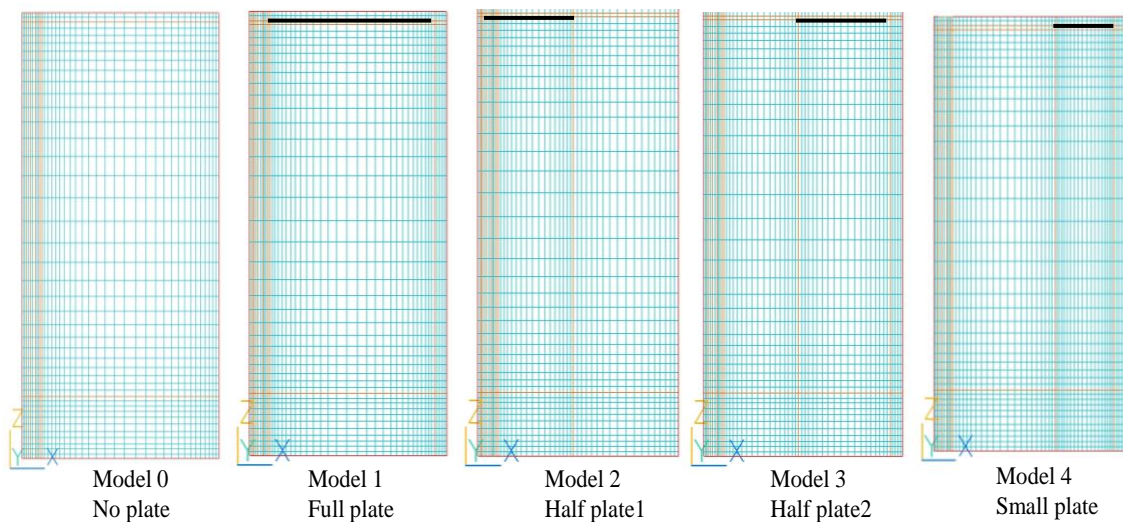 Z
Y X
Z
Y X
Z
Y X
Z
Y X
Z
Y X
Model 0
No plate
Model 1
Full plate
Model 2
Half plate1
Model 3
Half plate2
Model 4
Small plate